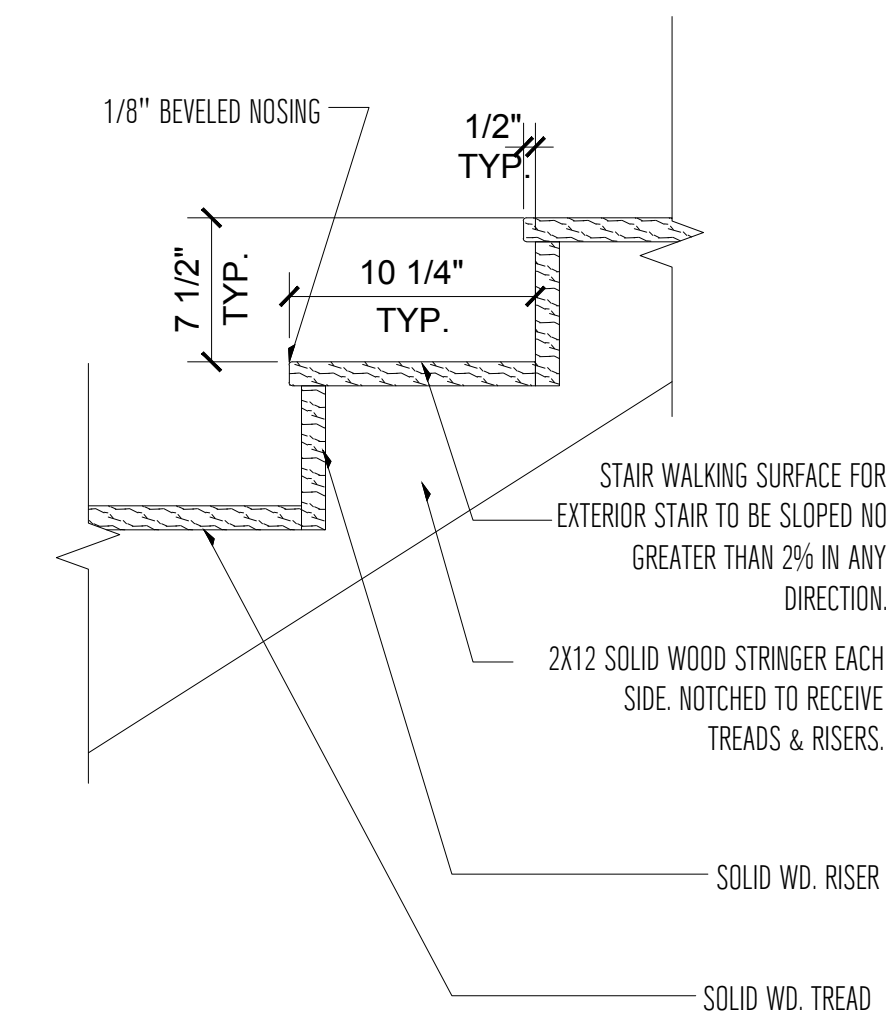 1/8" BEVELED NOSING
1/2"
TYP.
7 1/2"
TYP.
10 1/4"
TYP.
STAIR WALKING SURFACE FOR
EXTERIOR STAIR TO BE SLOPED NO
GREATER THAN 2% IN ANY
DIRECTION.
2X12 SOLID WOOD STRINGER EACH
SIDE. NOTCHED TO RECEIVE
TREADS & RISERS.
SOLID WD. RISER
SOLID WD. TREAD